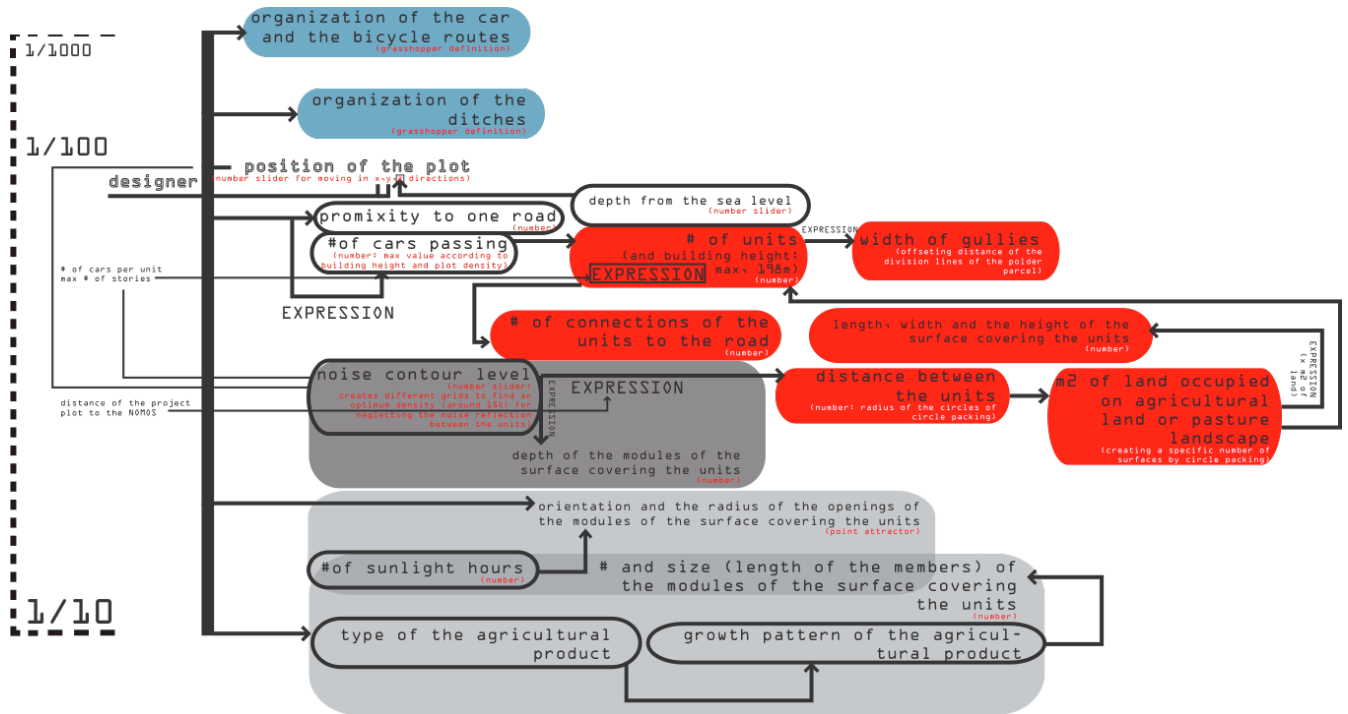 organization of the car
and the bicycle routes
(grasshopper definition)
1/1000
organization of the
ditches
(grasshopper definition)
1/100
position of the plot
(number slider for moving in x,y,z directions)
designer
depth from the sea level
(number slider)
promixity to one road
(number)
#of cars passing
(number: max value according to
building height and plot density)
# of units
(and building height:
max, 198m)
(number)
EXPRESSION
EXPRESSION
width of gullies
(offseting distance of the
division lines of the polder
parcel)
# of cars per unit
max # of stories
EXPRESSION
# of connections of the
units to the road
(number)
length, width and the height of the
surface covering the units
(number)
EXPRESSION
(x m2 of
land)
noise contour level
(number slider)
creates different grids to find an
optimum density (around 15%) for
neglecting the noise reflection
between the units)
EXPRESSION
EXPRESSION
distance between
the units
(number: radius of the circles of
circle packing)
m2 of land occupied
on agricultural
land or pasture
landscape
(creating a specific number of
surfaces by circle packing)
distance of the project
plot to the NOMOS
depth of the modules of the
surface covering the units
(number)
orientation and the radius of the openings of
the modules of the surface covering the units
(point attractor)
#of sunlight hours
(number)
# and size (length of the members) of
the modules of the surface covering
the units
(number)
1/10
type of the agricultural
product
growth pattern of the agricul-
tural product